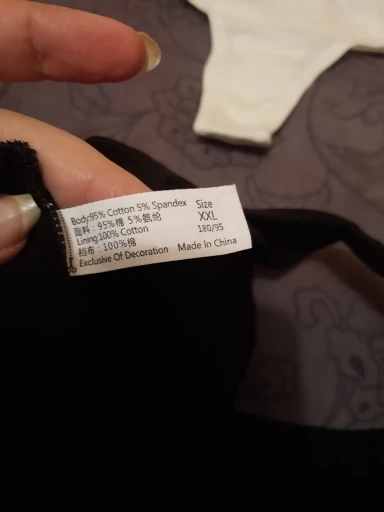 Body:95% Cotton 5% Spandex
面料：95%棉 5%氨纶
Lining:100% Cotton
裆布：100%棉
Exclusive Of Decoration
Size
XXL
180/95
Made In China